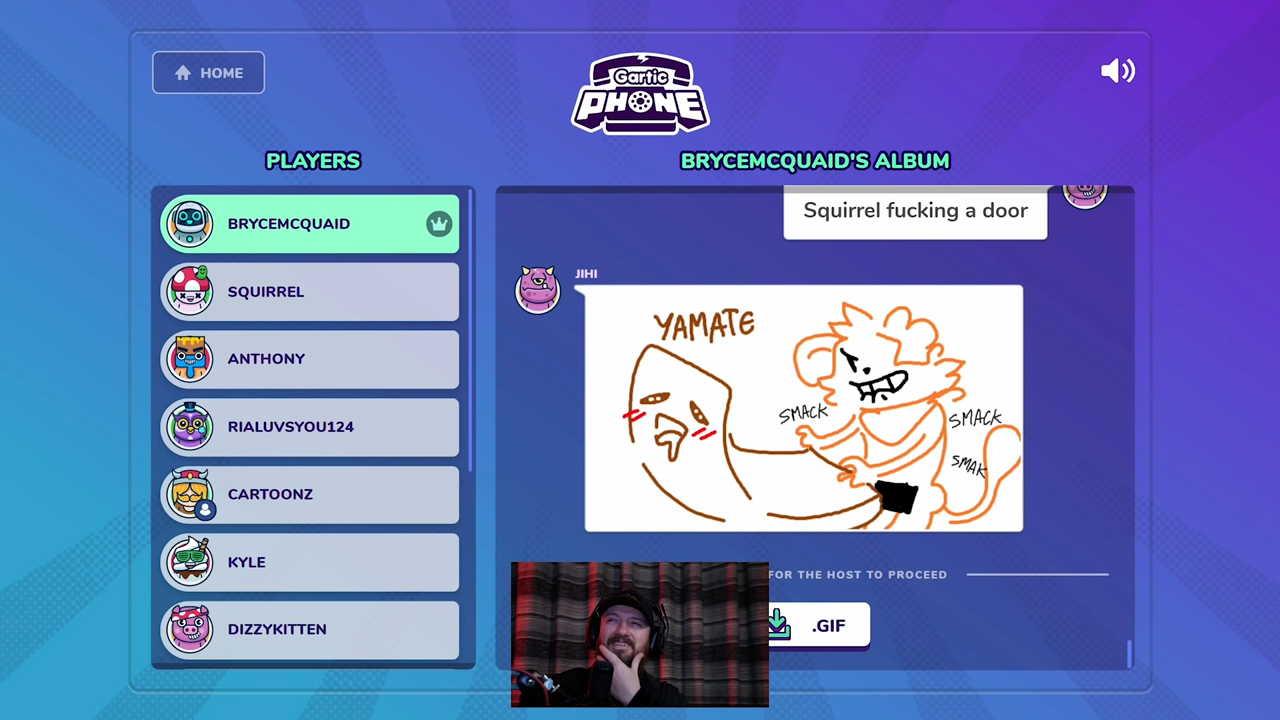 HOME
Gartic
PHONE
PLAYERS
BRYCEMCQUAID'S ALBUM
BRYCEMCQUAID
SQUIRREL
ANTHONY
RIALUVSYOU124
CARTOONZ
KYLE
DIZZYKITTEN
Squirrel fucking a door
JIHI
YAMATE
SMACK
SMACK
SMAK
FOR THE HOST TO PROCEED
.GIF